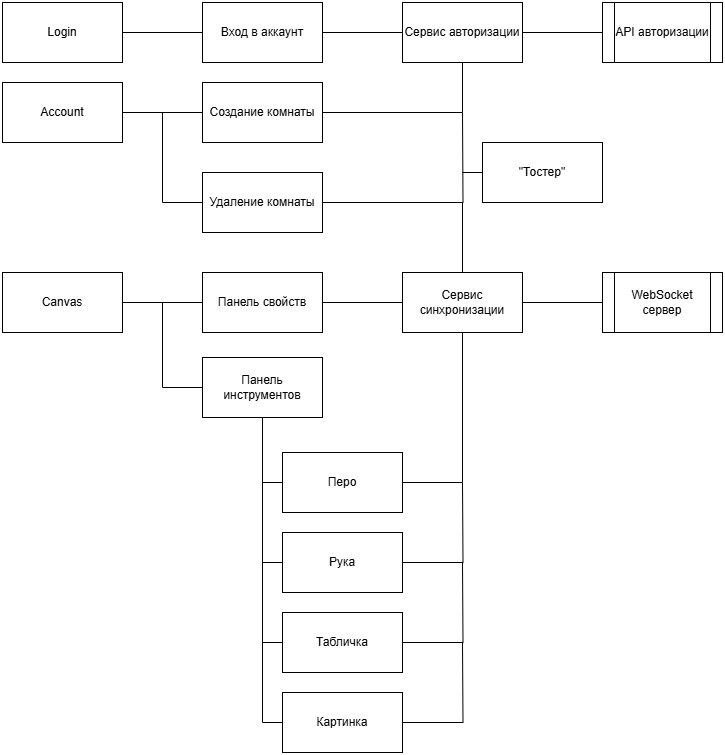 Login
Вход в аккаунт
Сервис авторизации
API авторизации
Account
Создание комнаты
"Тостер"
Удаление комнаты
Canvas
Панель свойств
Сервис
синхронизации
WebSocket
сервер
Панель
инструментов
Перо
Рука
Табличка
Картинка